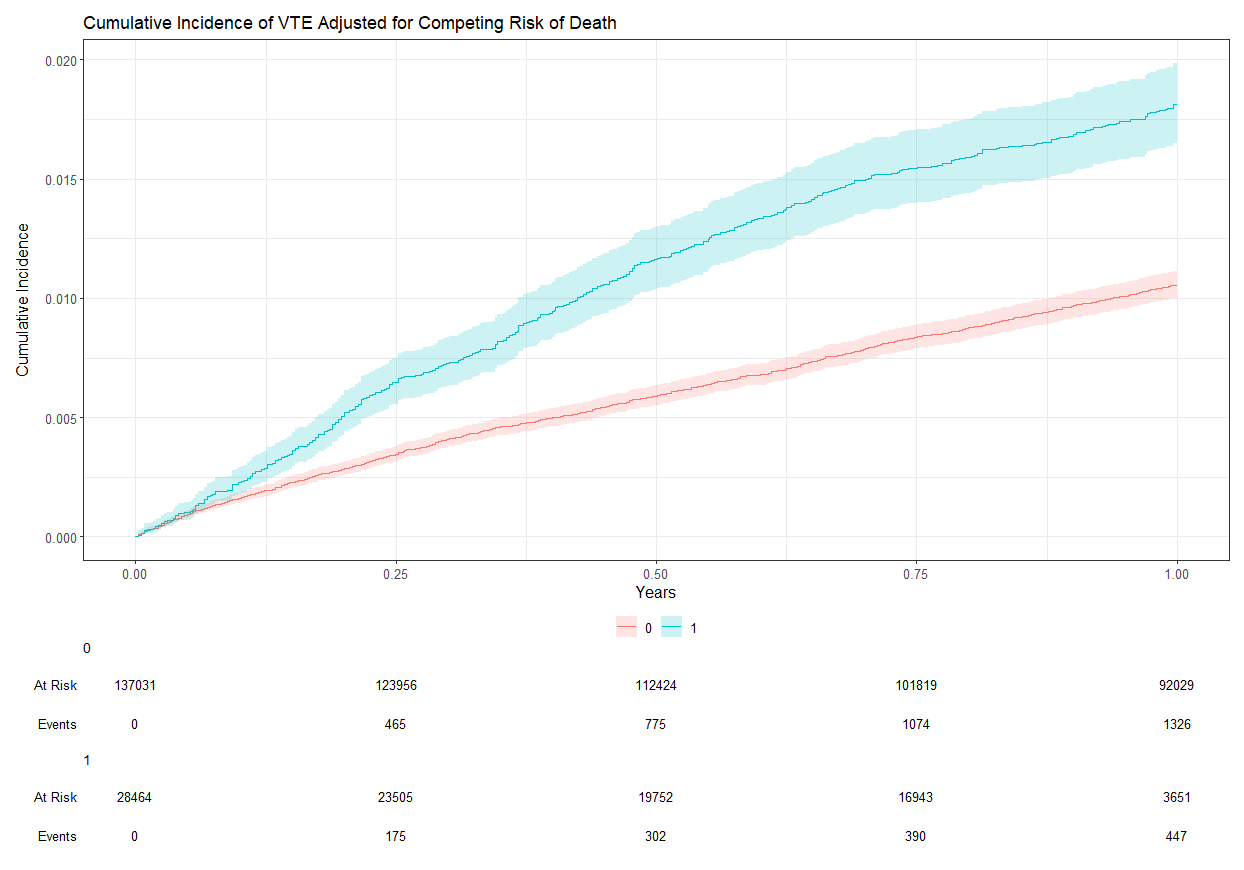 Cumulative Incidence of VTE Adjusted for Competing Risk of Death
0.020
0.015
0.010
0.005
0.000
Cumulative Incidence
0.00 0.25 0.50 0.75 1.00
Years
0 1
0
At Risk 137031 123956 112424 101819 92029
Events 0 465 775 1074 1326
1
At Risk 28464 23505 19752 16943 3651
Events 0 175 302 390 447